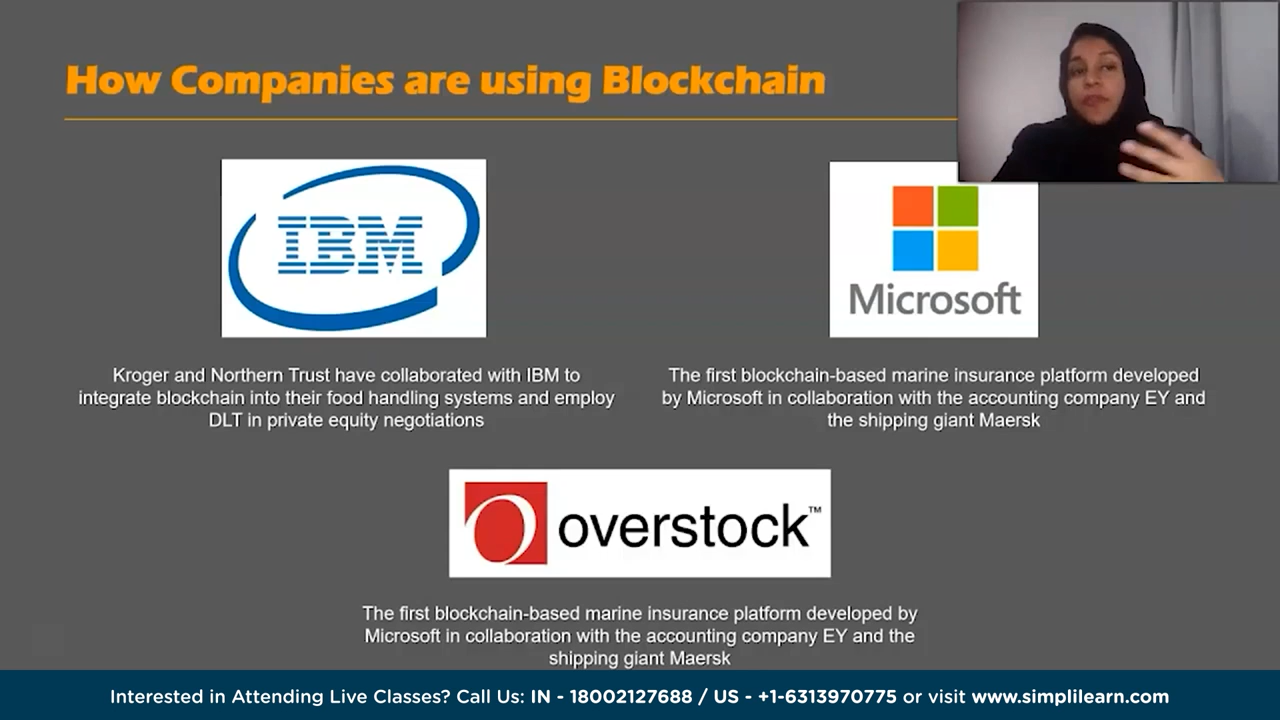 How Companies are using Blockchain
IBM
Microsoft
Kroger and Northern Trust have collaborated with IBM to
integrate blockchain into their food handling systems and employ
DLT in private equity negotiations
The first blockchain-based marine insurance platform developed
by Microsoft in collaboration with the accounting company EY and
the shipping giant Maersk
overstock™
The first blockchain-based marine insurance platform developed by
Microsoft in collaboration with the accounting company EY and the
shipping giant Maersk
Interested in Attending Live Classes? Call Us: IN - 18002127688 / US - +1-6313970775 or visit www.simplilearn.com